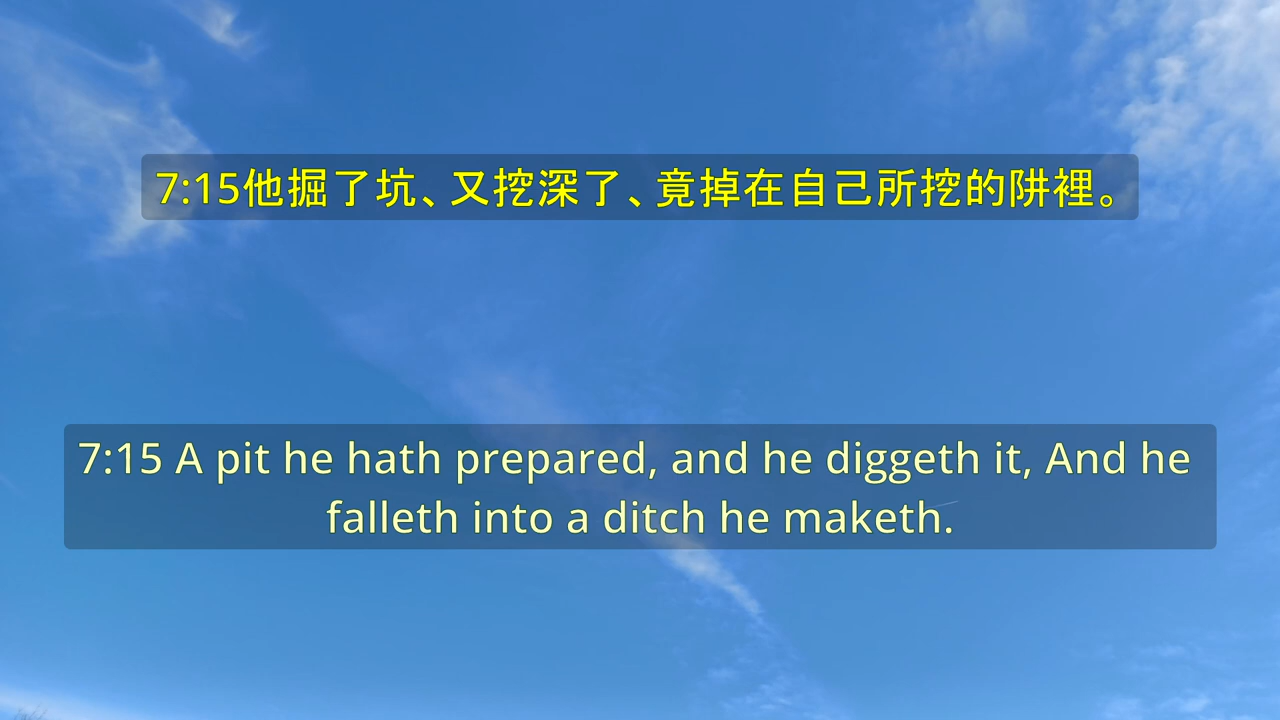 7:15他掘了坑、又挖深了、竟掉在自己所挖的阱裡。
7:15 A pit he hath prepared, and he diggeth it, And he
falleth into a ditch he maketh.